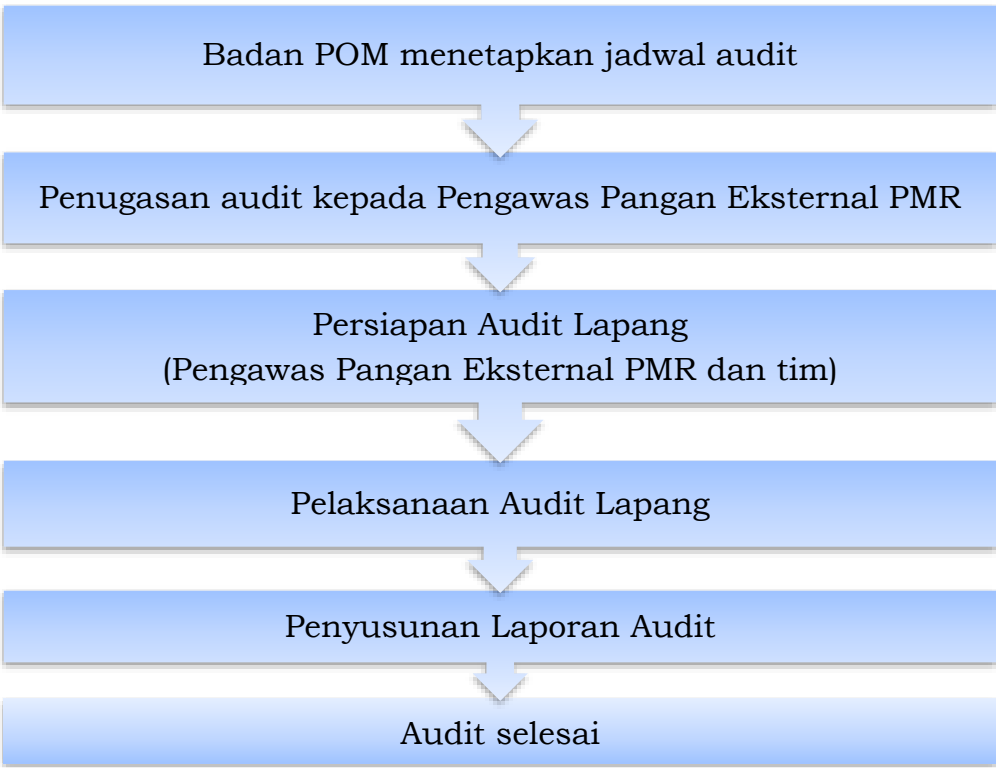 Badan POM menetapkan jadwal audit
Penugasan audit kepada Pengawas Pangan Eksternal PMR
Persiapan Audit Lapang
(Pengawas Pangan Eksternal PMR dan tim)
Pelaksanaan Audit Lapang
Penyusunan Laporan Audit
Audit selesai